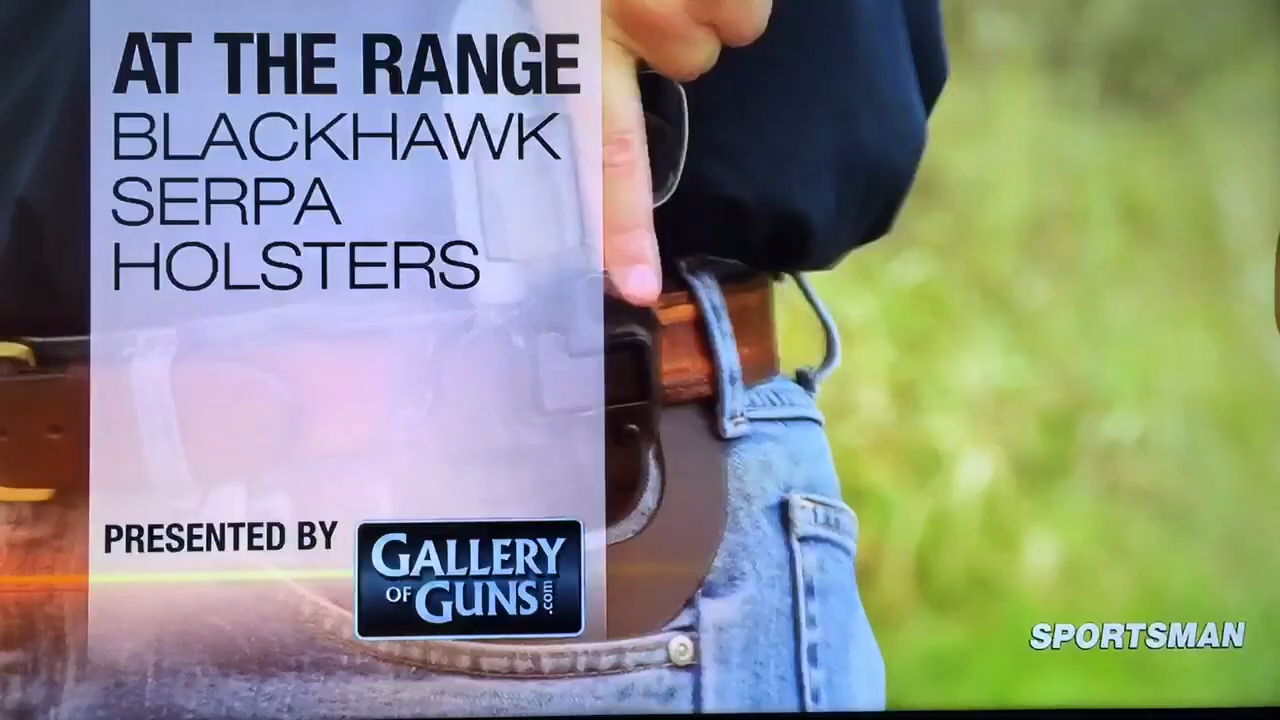 AT THE RANGE
BLACKHAWK
SERPA
HOLSTERS
PRESENTED BY
GALLERY
OF GUNS.com
SPORTSMAN